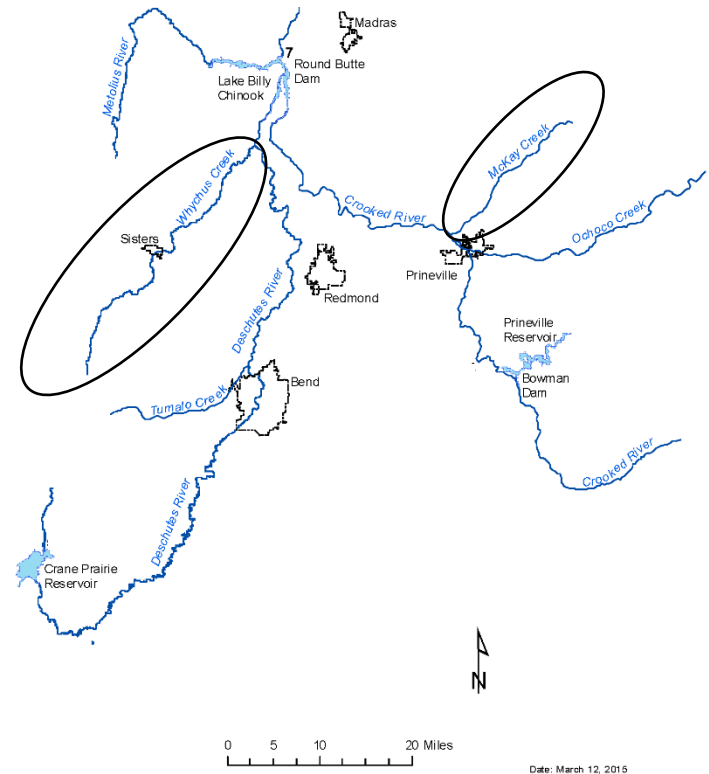 Madras
7
Round Butte
Dam
Lake Billy
Chinook
Metolius River
McKay Creek
Whychus Creek
Crooked River
Ochoco Creek
Sisters
Prineville
Redmond
Deschutes River
Prineville
Reservoir
Bowman
Dam
Bend
Tumalo Creek
Crooked River
Deschutes River
Crane Prairie
Reservoir
N
0 5 10 20 Miles
Date: March 12, 2015